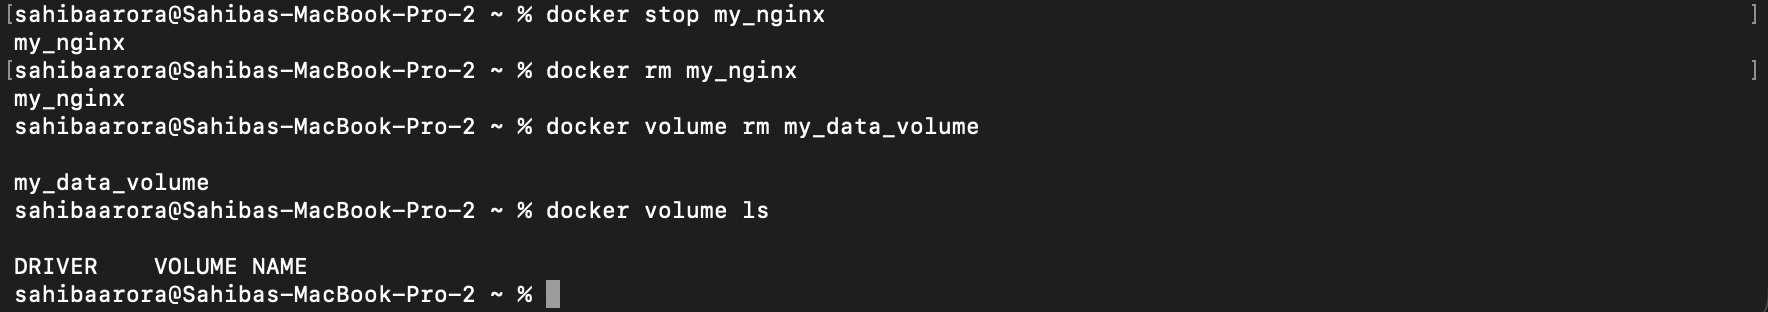 [sahibaarora@Sahibas-MacBook-Pro-2 ~ % docker stop my_nginx ]
my_nginx
[sahibaarora@Sahibas-MacBook-Pro-2 ~ % docker rm my_nginx ]
my_nginx
sahibaarora@Sahibas-MacBook-Pro-2 ~ % docker volume rm my_data_volume
my_data_volume
sahibaarora@Sahibas-MacBook-Pro-2 ~ % docker volume ls
DRIVER    VOLUME NAME
sahibaarora@Sahibas-MacBook-Pro-2 ~ %